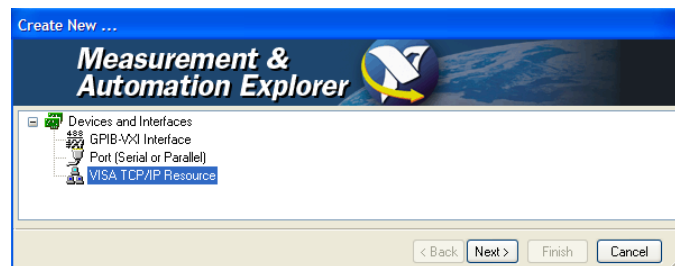 Create New ...
Measurement &
Automation Explorer
Devices and Interfaces
488
GPIB-VXI Interface
Port (Serial or Parallel)
VISA TCP/IP Resource
< Back Next > Finish Cancel